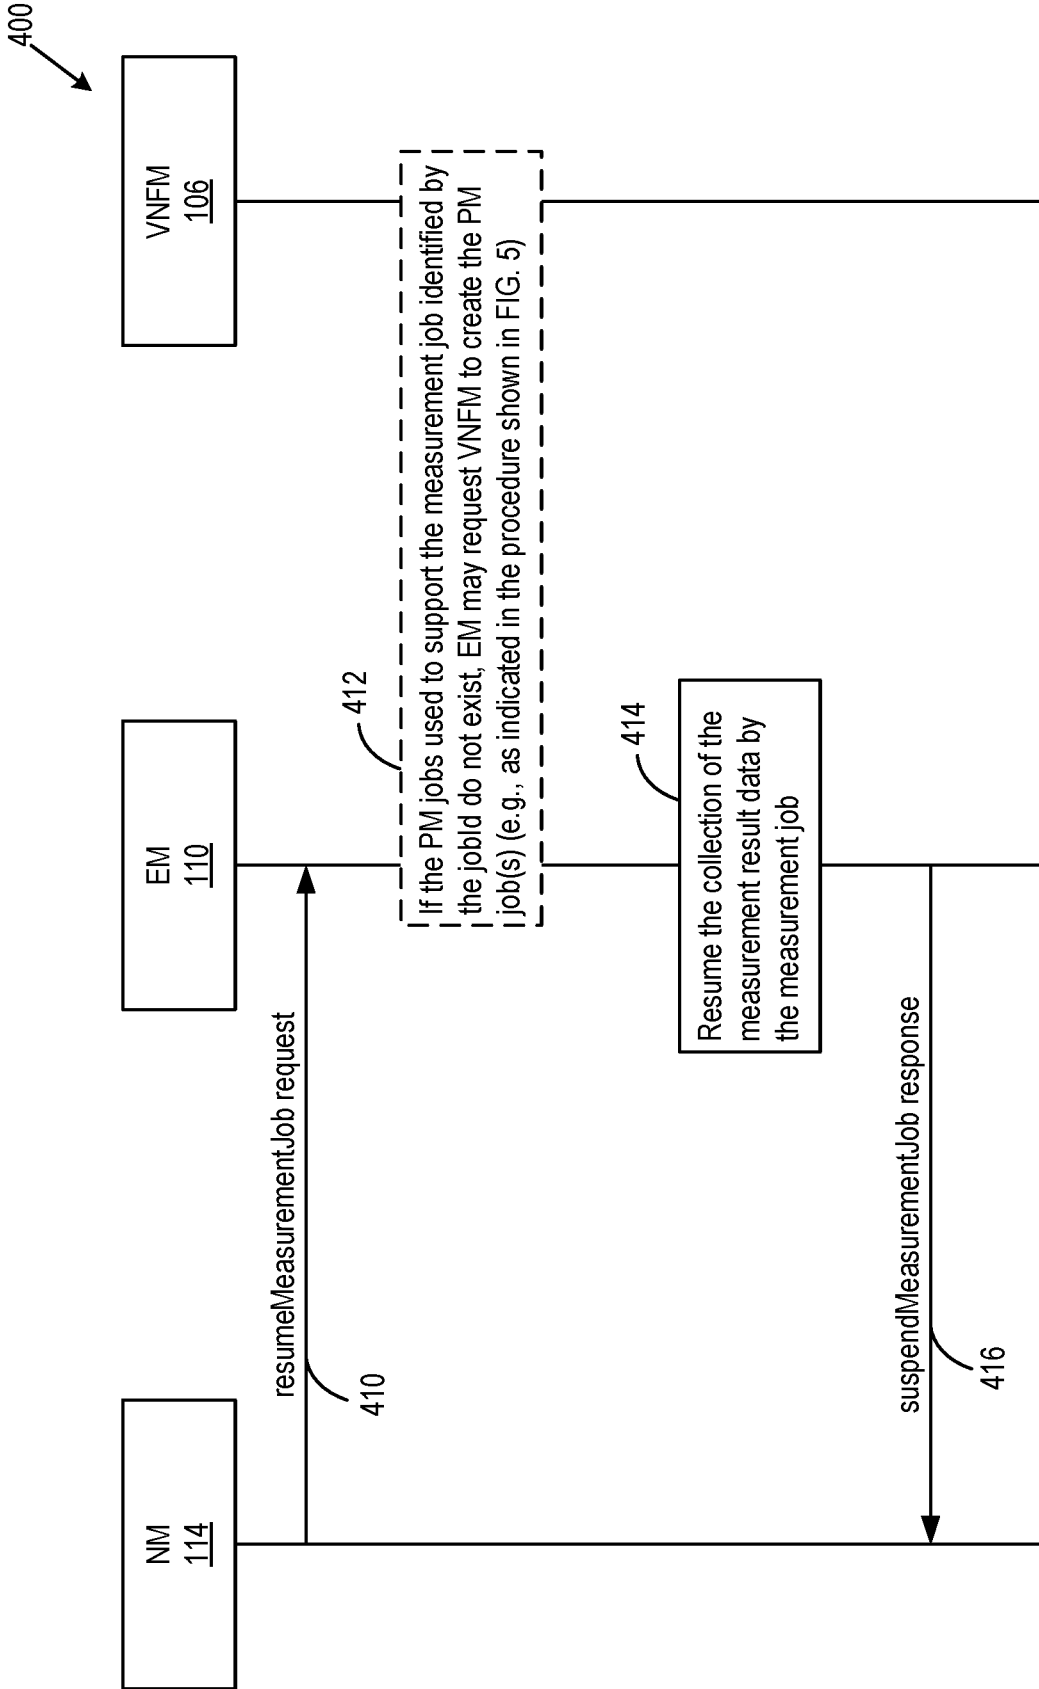 400
NM
114
EM
110
VNFM
106
resumeMeasurementJob request
410
412
If the PM jobs used to support the measurement job identified by
the jobId do not exist, EM may request VNFM to create the PM
job(s) (e.g., as indicated in the procedure shown in FIG. 5)
414
Resume the collection of the
measurement result data by
the measurement job
suspendMeasurementJob response
416